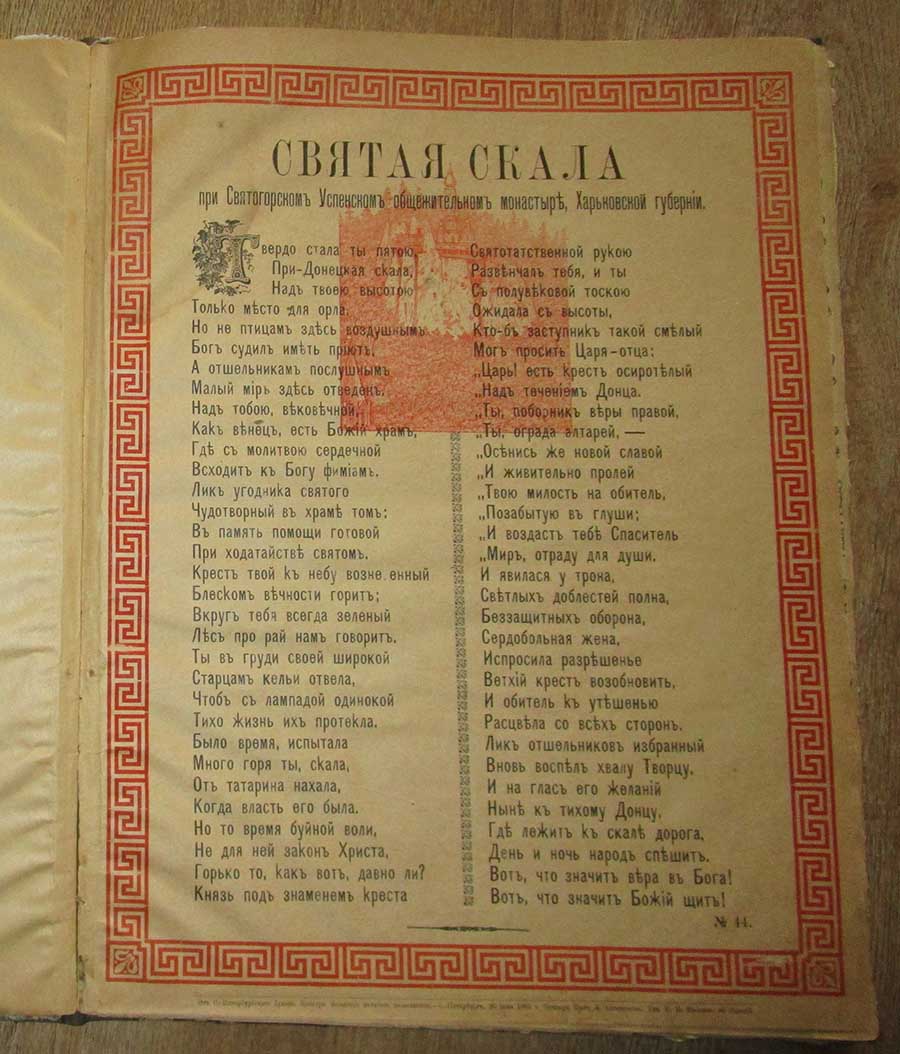 СВЯТАЯ СКАЛА
при Святогорскомъ Успенскомъ общежительномъ монастырѣ, Харьковской губерніи.
Твердо стала ты пятою,
При-Донецкая скала,
Надъ твоею высотою
Только мѣсто для орла.
Но не птицамъ здѣсь воздушнымъ
Богъ судилъ имѣть пріютъ,
А отшельникамъ послушнымъ
Малый міръ здѣсь отведенъ.
Надъ тобою, вѣковѣчной,
Какъ вѣнецъ, есть Божій храмъ,
Гдѣ съ молитвою сердечной
Всходитъ къ Богу фиміамъ.
Ликъ угодника святого
Чудотворный въ храмѣ томъ:
Въ память помощи готовой
При ходатайствѣ святомъ.
Крестъ твой къ небу возне.енный
Блескомъ вѣчности горитъ;
Вкругъ тебя всегда зеленый
Лѣсъ про рай намъ говоритъ.
Ты въ груди своей широкой
Старцамъ кельи отвела,
Чтобъ съ лампадой одинокой
Тихо жизнь ихъ протекла.
Было время, испытала
Много горя ты, скала,
Отъ татарина нахала,
Когда власть его была.
Но то время буйной воли,
Не для ней законъ Христа,
Горько то, какъ вотъ, давно ли?
Князь подъ знаменемъ креста
Святотатственной рукою
Развѣнчалъ тебя, и ты
Съ полувѣковой тоскою
Ожидала съ высоты,
Кто-бъ заступникъ такой смѣлый
Могъ просить Царя-отца:
„Царь! есть крестъ осиротѣлый
„Надъ теченіемъ Донца.
„Ты, поборникъ вѣры правой,
„Ты, ограда алтарей, —
„Осѣнись же новой славой
„И живительно пролей
„Твою милость на обитель,
„Позабытую въ глуши;
„И воздастъ тебѣ Спаситель
„Миръ, отраду для души.
И явилася у трона,
Свѣтлыхъ доблестей полна,
Беззащитныхъ оборона,
Сердобольная жена,
Испросила разрѣшенье
Ветхій крестъ возобновить,
И обитель къ утѣшенью
Расцвѣла со всѣхъ сторонъ.
Ликъ отшельниковъ избранный
Вновь воспѣлъ хвалу Творцу,
И на гласъ его желаній
Нынѣ къ тихому Донцу,
Гдѣ лежитъ къ скалѣ дорога,
День и ночь народъ спѣшитъ.
Вотъ, что значитъ вѣра въ Бога!
Вотъ, что значитъ Божій щитъ!
№ 44.